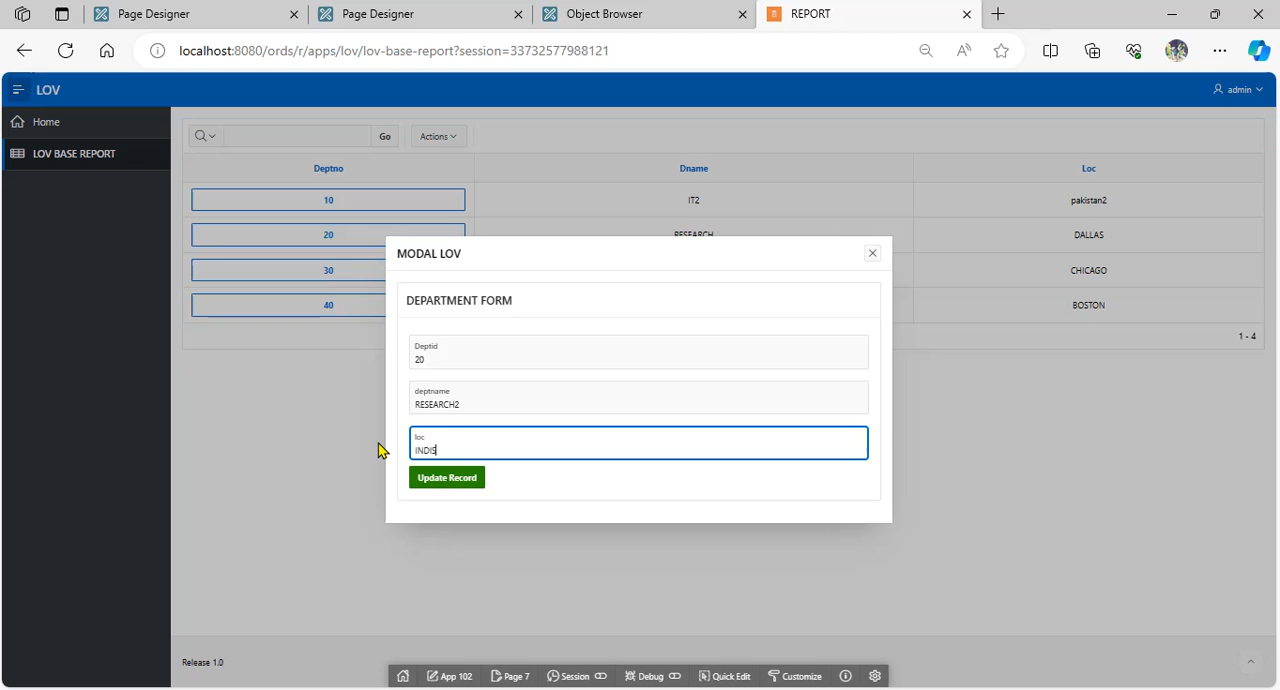 Page Designer
Page Designer
Object Browser
REPORT
localhost:8080/ords/r/apps/lov/lov-base-report?session=33732577988121
LOV
admin
Home
LOV BASE REPORT
Go
Actions
Deptno Dname Loc
10 IT2 pakistan2
20 RESEARCH DALLAS
30 CHICAGO
40 BOSTON
1 - 4
MODAL LOV
DEPARTMENT FORM
Deptid
20
deptname
RESEARCH2
loc
INDIS
Update Record
Release 1.0
App 102
Page 7
Session
Debug
Quick Edit
Customize